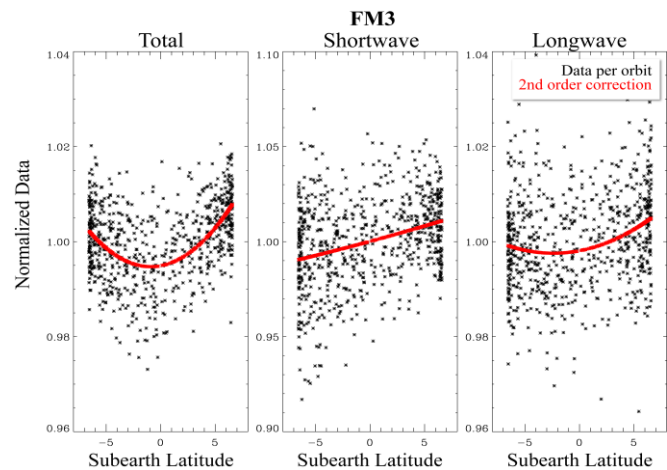 FM3
Total
Shortwave
Longwave
Normalized Data
1.04
1.02
1.00
0.98
0.96
1.10
1.05
1.00
0.95
0.90
1.04
1.02
1.00
0.98
0.96
Data per orbit
2nd order correction
-5 0 5
-5 0 5
-5 0 5
Subearth Latitude
Subearth Latitude
Subearth Latitude